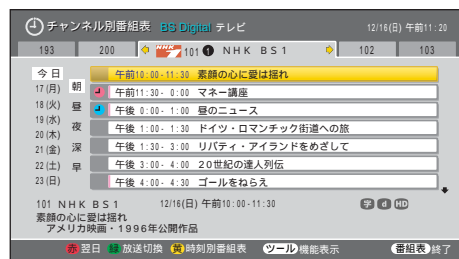 チャンネル別番組表 BS Digital テレビ 12/16(日) 午前11:20
193 200 NHK 101 1 NHK BS1 102 103
今日 午前10:00-11:30 素顔の心に愛は揺れ
17(月) 朝 午前11:30- 0:00 マネー講座
18(火) 昼 午後 0:00- 1:00 昼のニュース
19(水)
20(木) 夜 午後 1:00- 1:30 ドイツ・ロマンチック街道への旅
21(金) 深 午後 1:30- 3:00 リバティ・アイランドをめざして
22(土) 早 午後 3:00- 4:00 20世紀の達人列伝
23(日) 午後 4:00- 4:30 ゴールをねらえ
101 NHK BS1 12/16(日) 午前10:00-11:30 字 d HD
素顔の心に愛は揺れ
アメリカ映画・1996年公開作品
赤 翌日 緑 放送切換 黄 時刻別番組表 ツール 機能表示 番組表 終了